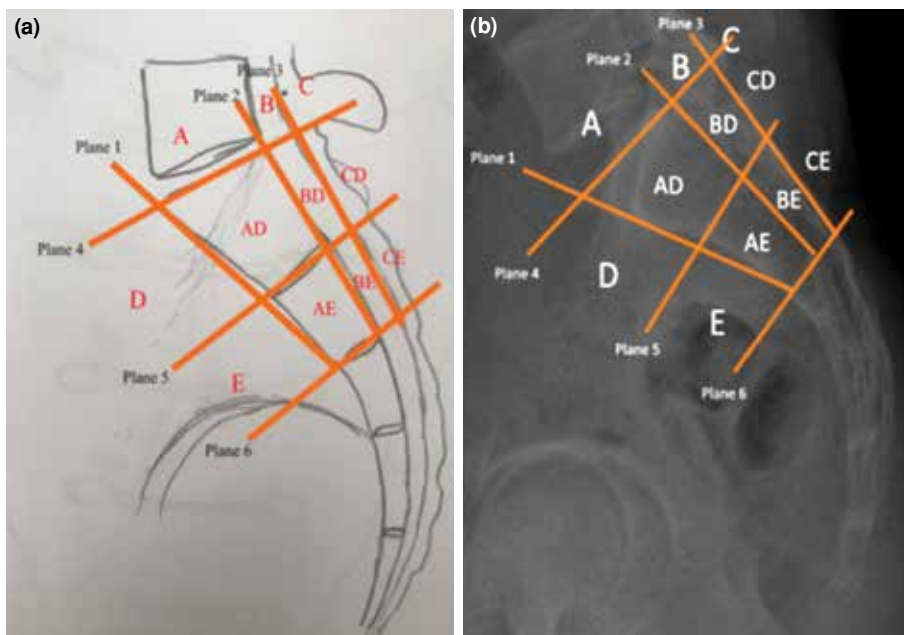 (a)
Plane 3
C
Plane 2
B
A
Plane 1
CD
BD
AD
Plane 4
CE
D
BE
AE
Plane 5
E
Plane 6
(b)
Plane 3
C
Plane 2
B
CD
A
BD
Plane 1
CE
AD
BE
AE
Plane 4
D
E
Plane 5
Plane 6